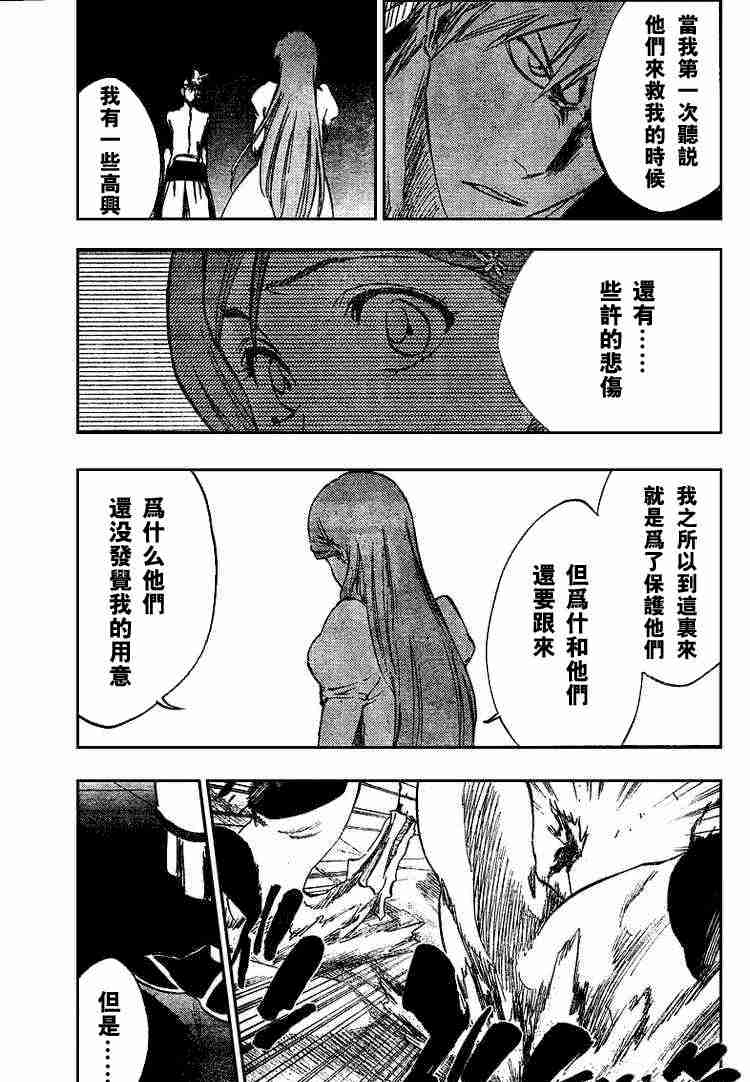 當我第一次聽説
他們來救我的時候
我有一些高興
還有……
些許的悲傷
我之所以到這裏來
就是爲了保護他們
但爲什和他們
還要跟來
爲什么他們
還没發覺我的用意
但是……